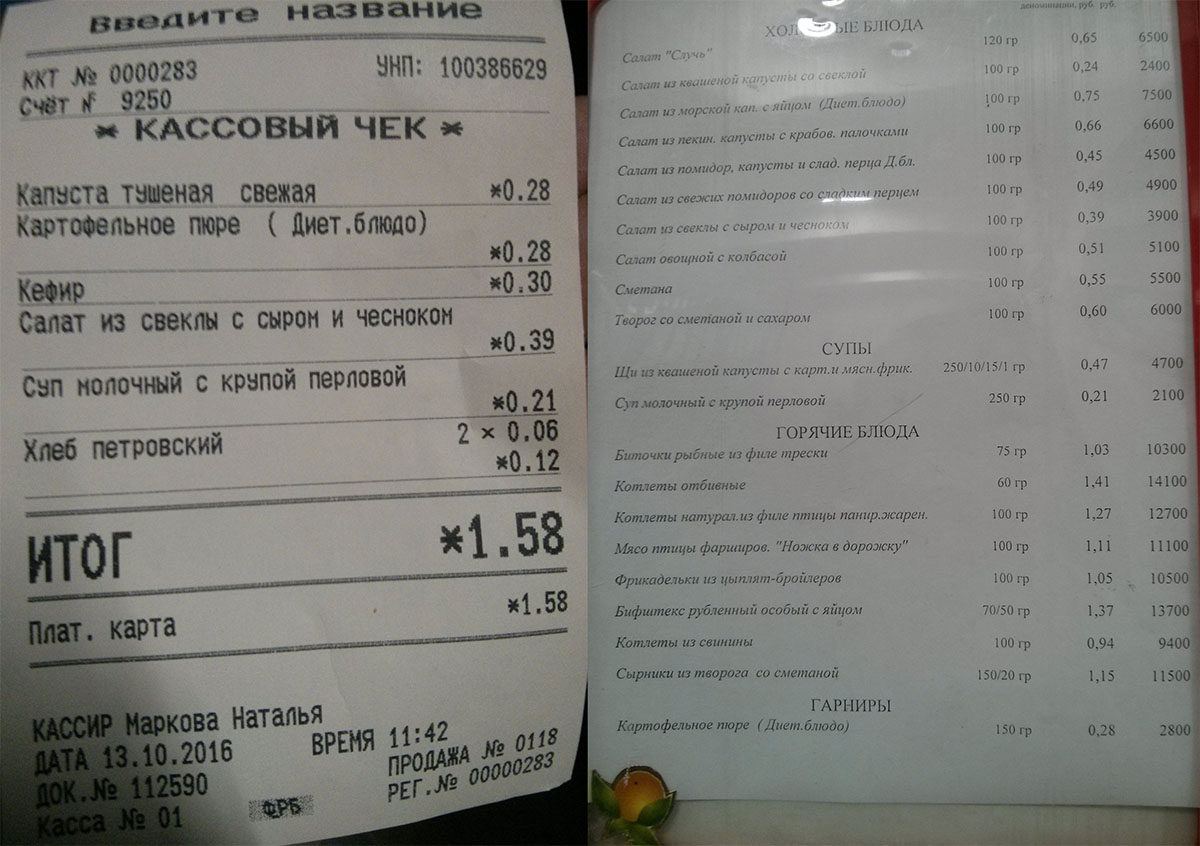 Введите название
ККТ № 0000283 УНП: 100386629
Счёт № 9250
* КАССОВЫЙ ЧЕК *
Капуста тушеная свежая *0.28
Картофельное пюре ( Диет.блюдо)
*0.28
Кефир *0.30
Салат из свеклы с сыром и чесноком
*0.39
Суп молочный с крупой перловой
*0.21
Хлеб петровский 2 × 0.06
*0.12
ИТОГ *1.58
Плат. карта *1.58
КАССИР Маркова Наталья
ДАТА 13.10.2016 ВРЕМЯ 11:42
ДОК.№ 112590 ПРОДАЖА № 0118
Касса № 01 ФРБ РЕГ.№ 00000283
деноминации, руб. руб.
ХОЛОДНЫЕ БЛЮДА
Салат "Случь" 120 гр 0,65 6500
Салат из квашеной капусты со свеклой 100 гр 0,24 2400
Салат из морской кап. с яйцом (Диет.блюдо) 100 гр 0,75 7500
Салат из пекин. капусты с крабов. палочками 100 гр 0,66 6600
Салат из помидор, капусты и слад. перца Д.бл. 100 гр 0,45 4500
Салат из свежих помидоров со сладким перцем 100 гр 0,49 4900
Салат из свеклы с сыром и чесноком 100 гр 0,39 3900
Салат овощной с колбасой 100 гр 0,51 5100
Сметана 100 гр 0,55 5500
Творог со сметаной и сахаром 100 гр 0,60 6000
СУПЫ
Щи из квашеной капусты с карт.и мясн.фрик. 250/10/15/1 гр 0,47 4700
Суп молочный с крупой перловой 250 гр 0,21 2100
ГОРЯЧИЕ БЛЮДА
Биточки рыбные из филе трески 75 гр 1,03 10300
Котлеты отбивные 60 гр 1,41 14100
Котлеты натурал.из филе птицы панир.жарен. 100 гр 1,27 12700
Мясо птицы фарширов. "Ножка в дорожку" 100 гр 1,11 11100
Фрикадельки из цыплят-бройлеров 100 гр 1,05 10500
Бифштекс рубленный особый с яйцом 70/50 гр 1,37 13700
Котлеты из свинины 100 гр 0,94 9400
Сырники из творога со сметаной 150/20 гр 1,15 11500
ГАРНИРЫ
Картофельное пюре ( Диет.блюдо) 150 гр 0,28 2800